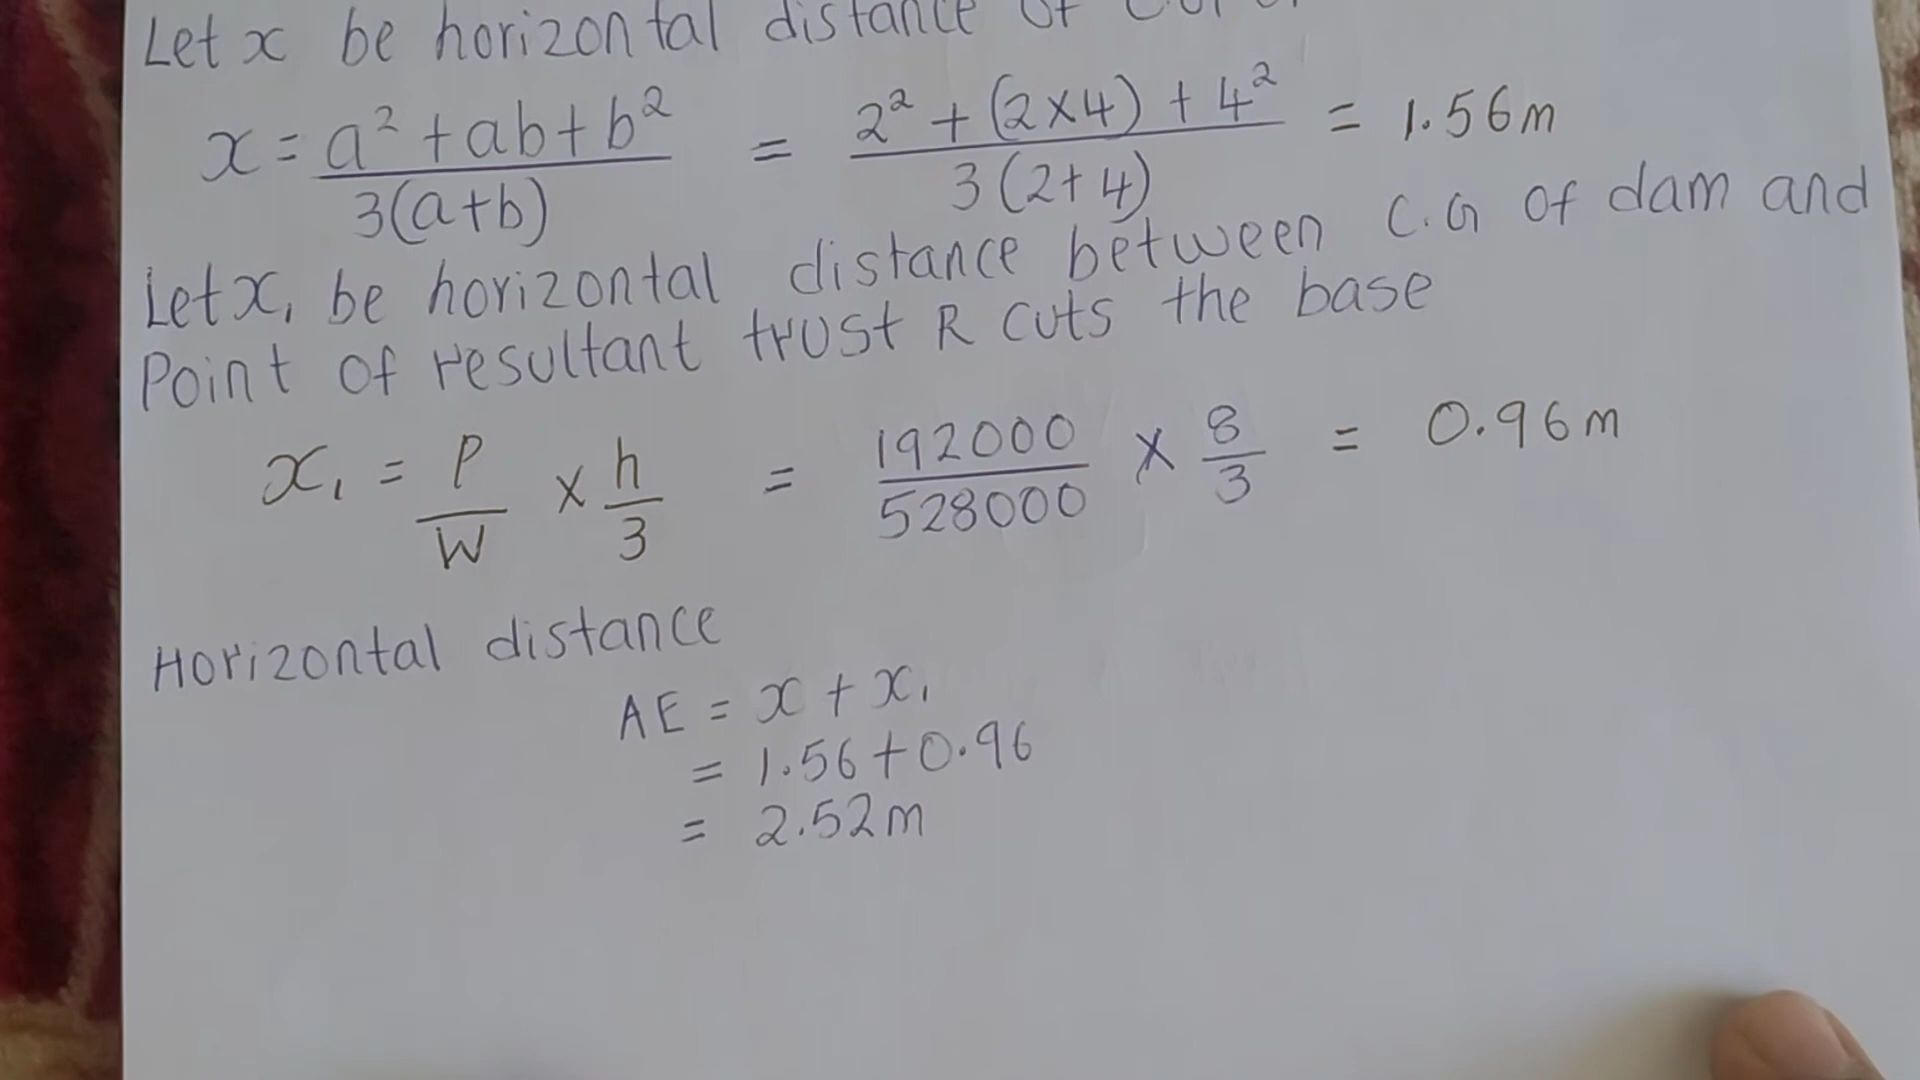 Let x be horizontal distance of
x = a² + ab + b² / 3(a+b) = 2² + (2×4) + 4² / 3(2+4) = 1.56m
Let x₁ be horizontal distance between C.G of dam and
Point of resultant trust R cuts the base
x₁ = P/W × h/3 = 192000/528000 × 8/3 = 0.96m
Horizontal distance
AE = x + x₁
= 1.56 + 0.96
= 2.52m